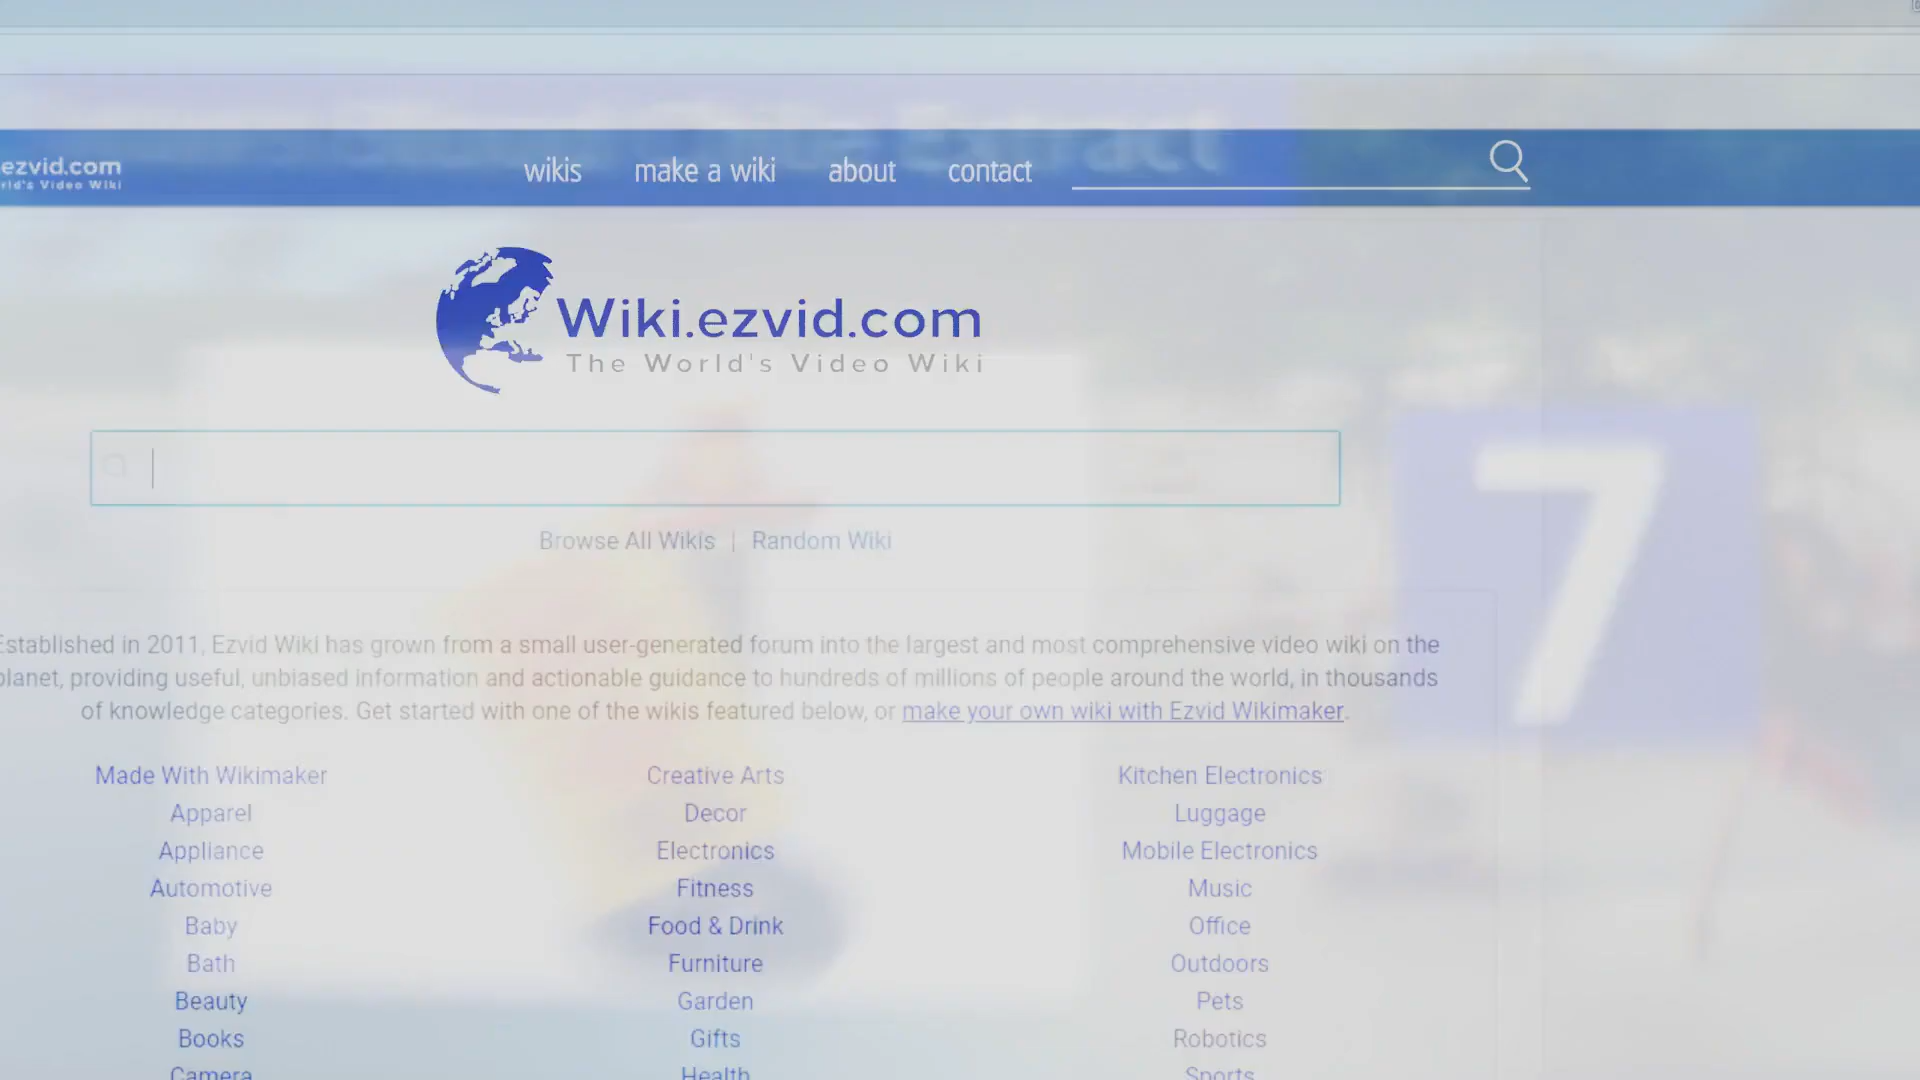 Extract
ezvid.com
wikis make a wiki about contact
rld's Video Wiki
Wiki.ezvid.com
The World's Video Wiki
Browse All Wikis | Random Wiki
7
Established in 2011, Ezvid Wiki has grown from a small user-generated forum into the largest and most comprehensive video wiki on the
planet, providing useful, unbiased information and actionable guidance to hundreds of millions of people around the world, in thousands
of knowledge categories. Get started with one of the wikis featured below, or make your own wiki with Ezvid Wikimaker.
Made With Wikimaker Creative Arts Kitchen Electronics
Apparel Decor Luggage
Appliance Electronics Mobile Electronics
Automotive Fitness Music
Baby Food & Drink Office
Bath Furniture Outdoors
Beauty Garden Pets
Books Gifts Robotics
Camera Health Sports